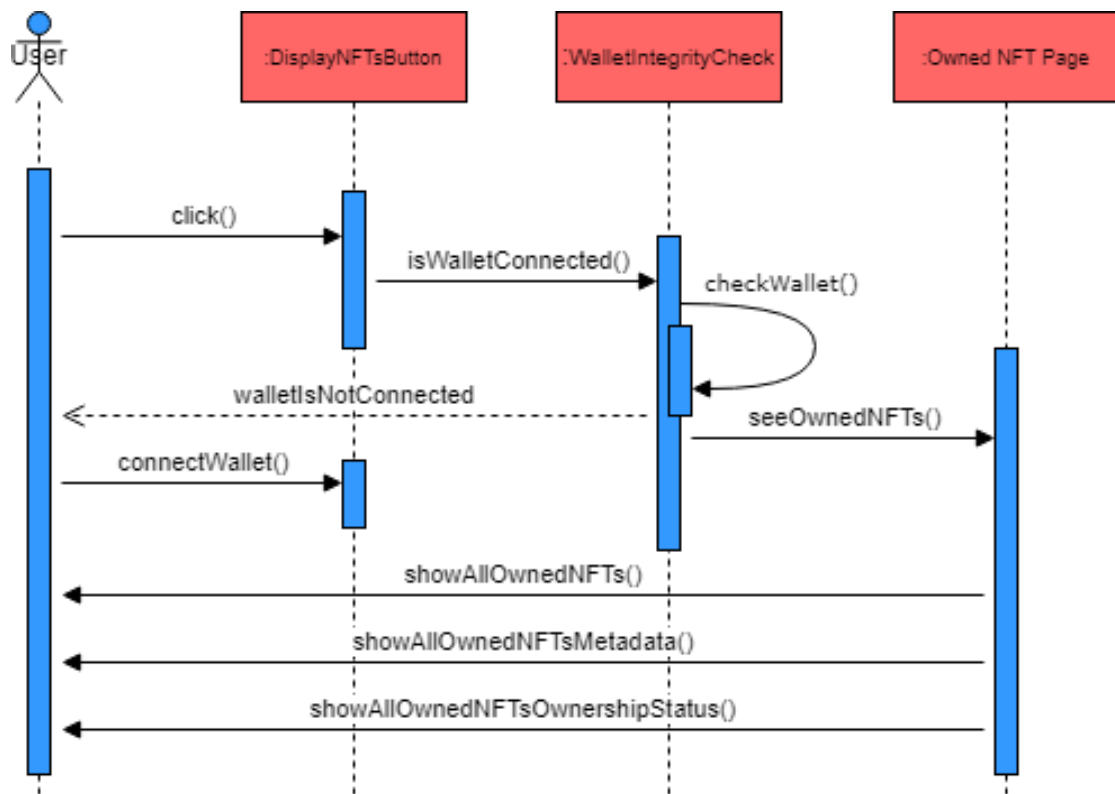 User
:DisplayNFTsButton
:WalletIntegrityCheck
:Owned NFT Page
click()
isWalletConnected()
checkWallet()
walletIsNotConnected
seeOwnedNFTs()
connectWallet()
showAllOwnedNFTs()
showAllOwnedNFTsMetadata()
showAllOwnedNFTsOwnershipStatus()